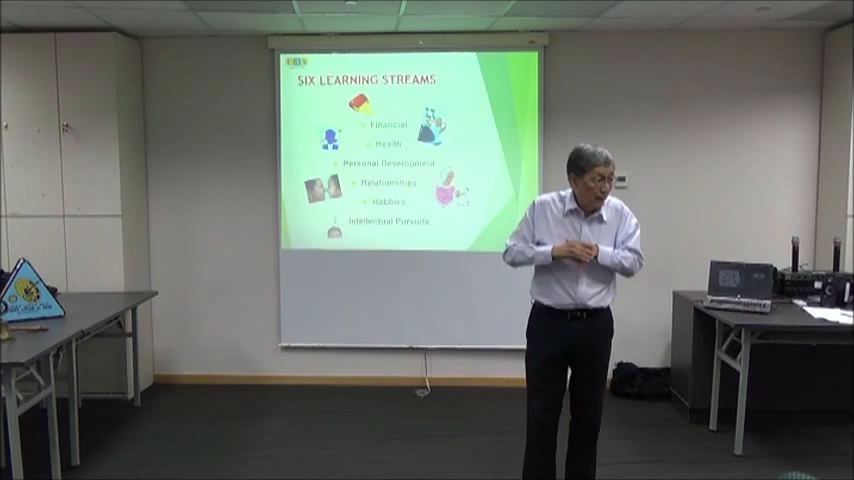 SIX LEARNING STREAMS
Financial
Health
Personal Development
Relationships
Hobbies
Intellectual Pursuits